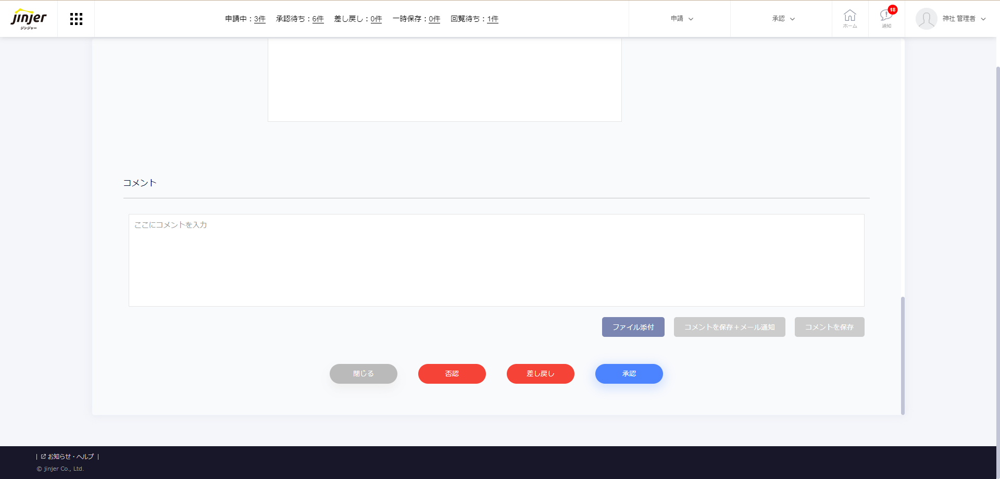 jinjer
ジンジャー
申請中：3件 承認待ち：6件 差し戻し：0件 一時保存：0件 回覧待ち：1件
申請
承認
ホーム
18
通知
神社 管理者
コメント
ここにコメントを入力
ファイル添付
コメントを保存＋メール通知
コメントを保存
閉じる
否認
差し戻し
承認
| お知らせ・ヘルプ |
© jinjer Co., Ltd.